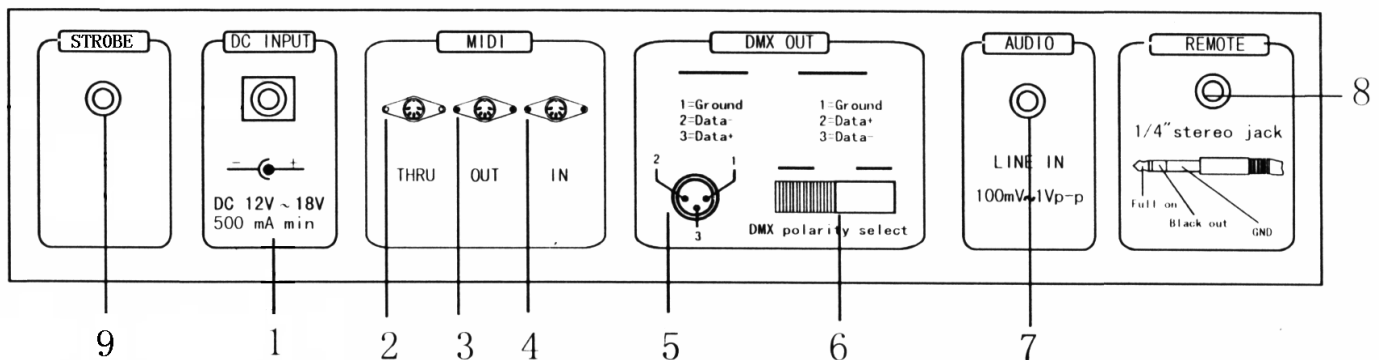 STROBE
DC INPUT
- +
DC 12V ~ 18V
500 mA min
MIDI
THRU OUT IN
DMX OUT
1=Ground
2=Data-
3=Data+
1=Ground
2=Data+
3=Data-
2 1
3
DMX polarity select
AUDIO
LINE IN
100mV~1Vp-p
REMOTE
1/4" stereo jack
Full on
Black out
GND
8
9 1 2 3 4 5 6 7